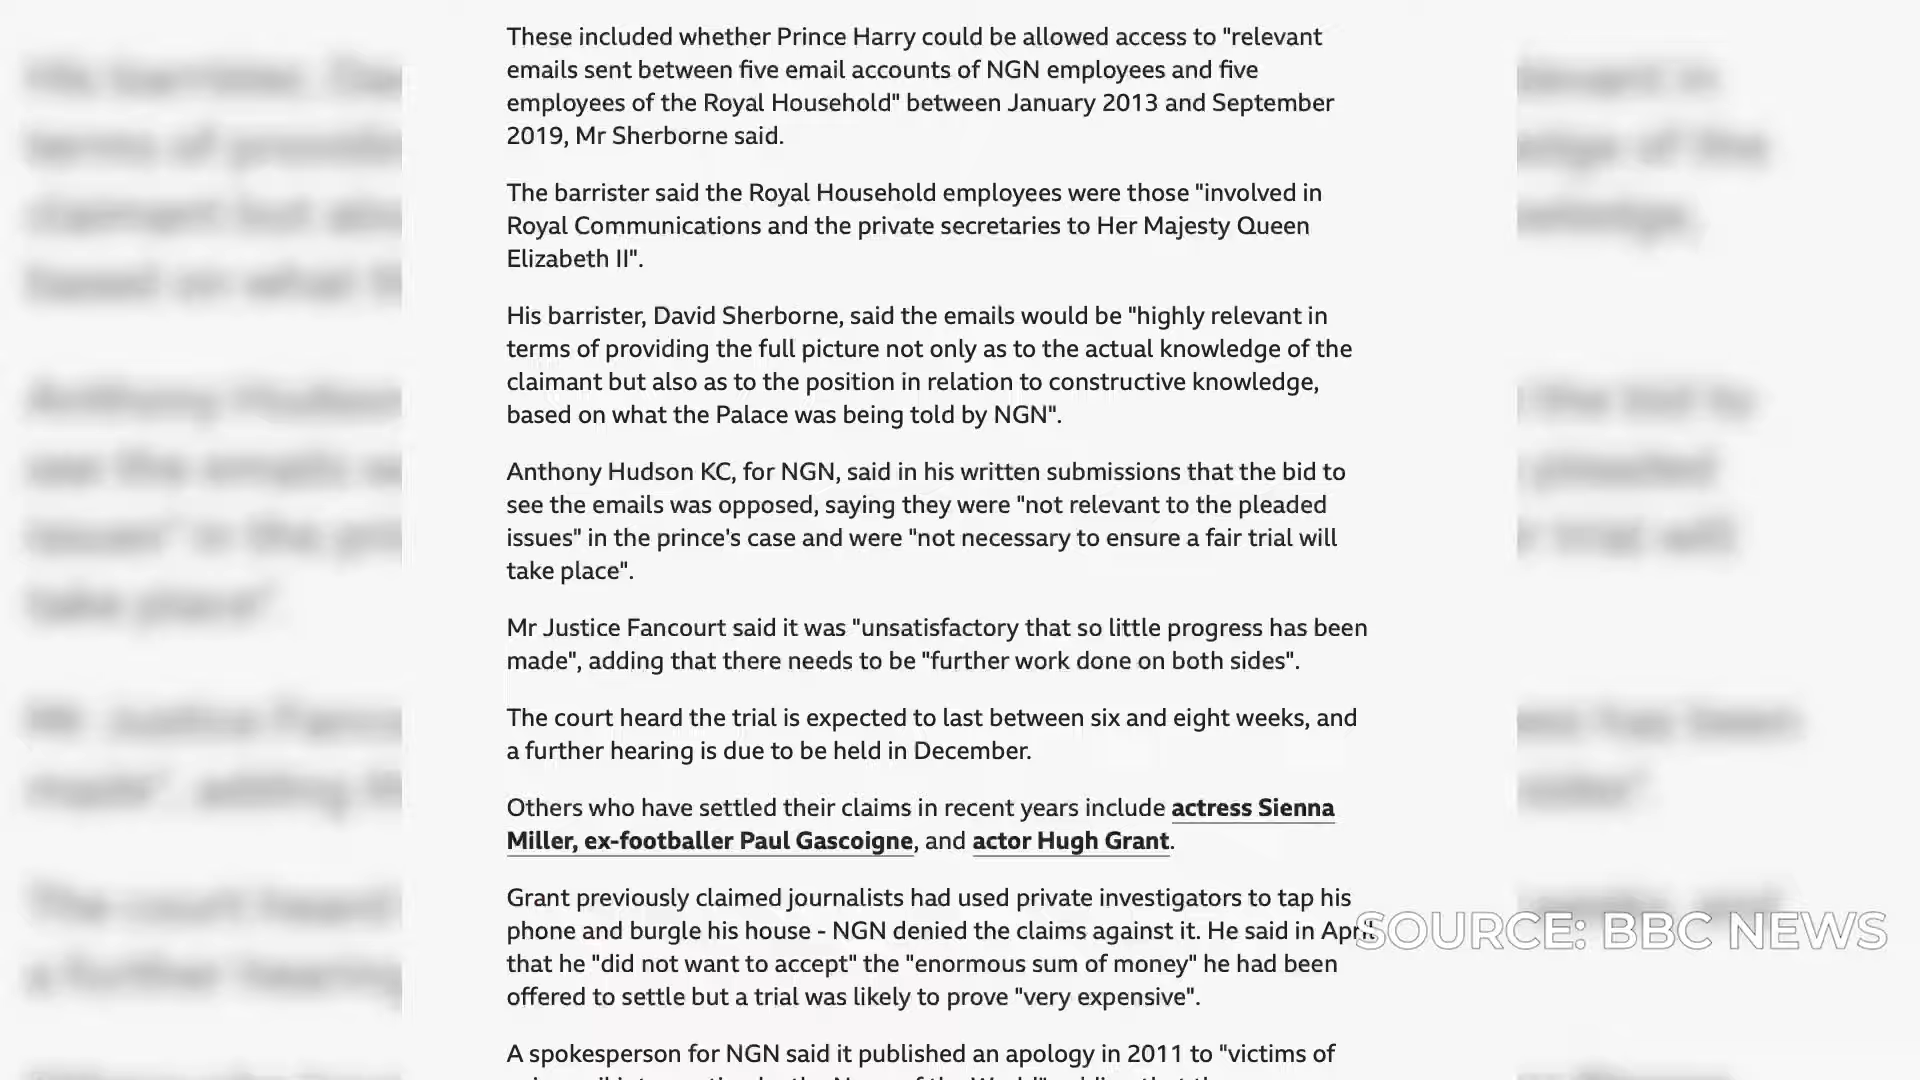 These included whether Prince Harry could be allowed access to "relevant
emails sent between five email accounts of NGN employees and five
employees of the Royal Household" between January 2013 and September
2019, Mr Sherborne said.
The barrister said the Royal Household employees were those "involved in
Royal Communications and the private secretaries to Her Majesty Queen
Elizabeth II".
His barrister, David Sherborne, said the emails would be "highly relevant in
terms of providing the full picture not only as to the actual knowledge of the
claimant but also as to the position in relation to constructive knowledge,
based on what the Palace was being told by NGN".
Anthony Hudson KC, for NGN, said in his written submissions that the bid to
see the emails was opposed, saying they were "not relevant to the pleaded
issues" in the prince's case and were "not necessary to ensure a fair trial will
take place".
Mr Justice Fancourt said it was "unsatisfactory that so little progress has been
made", adding that there needs to be "further work done on both sides".
The court heard the trial is expected to last between six and eight weeks, and
a further hearing is due to be held in December.
Others who have settled their claims in recent years include actress Sienna
Miller, ex-footballer Paul Gascoigne, and actor Hugh Grant.
Grant previously claimed journalists had used private investigators to tap his
phone and burgle his house - NGN denied the claims against it. He said in April
that he "did not want to accept" the "enormous sum of money" he had been
offered to settle but a trial was likely to prove "very expensive".
A spokesperson for NGN said it published an apology in 2011 to "victims of
SOURCE: BBC NEWS